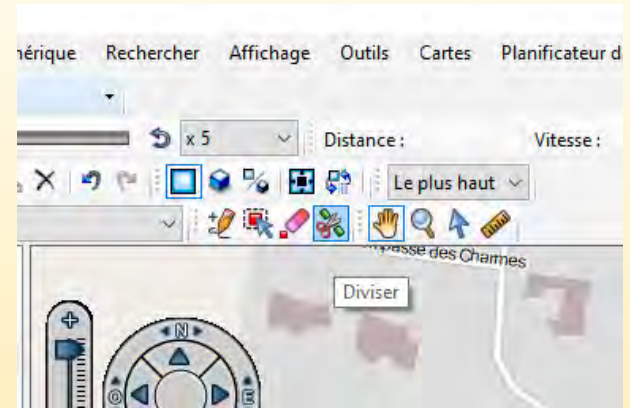 nérique Rechercher Affichage Outils Cartes Planificateur d
x 5 Distance : Vitesse :
Le plus haut
passe des Charmes
Diviser
N
O E